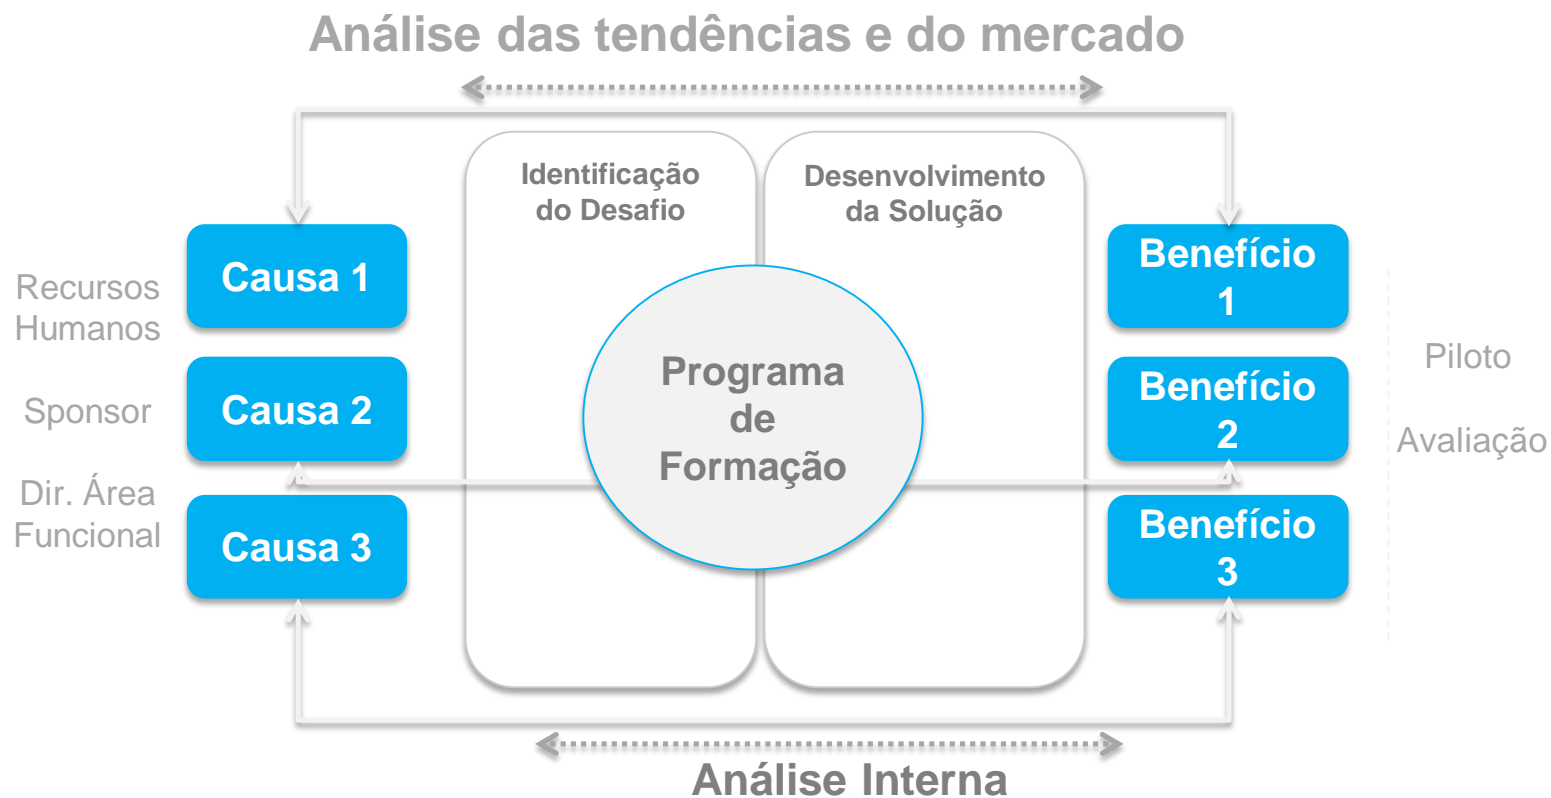 Análise das tendências e do mercado
Identificação
do Desafio
Desenvolvimento
da Solução
Recursos
Humanos
Sponsor
Dir. Área
Funcional
Causa 1
Causa 2
Causa 3
Programa
de
Formação
Benefício
1
Benefício
2
Benefício
3
Piloto
Avaliação
Análise Interna